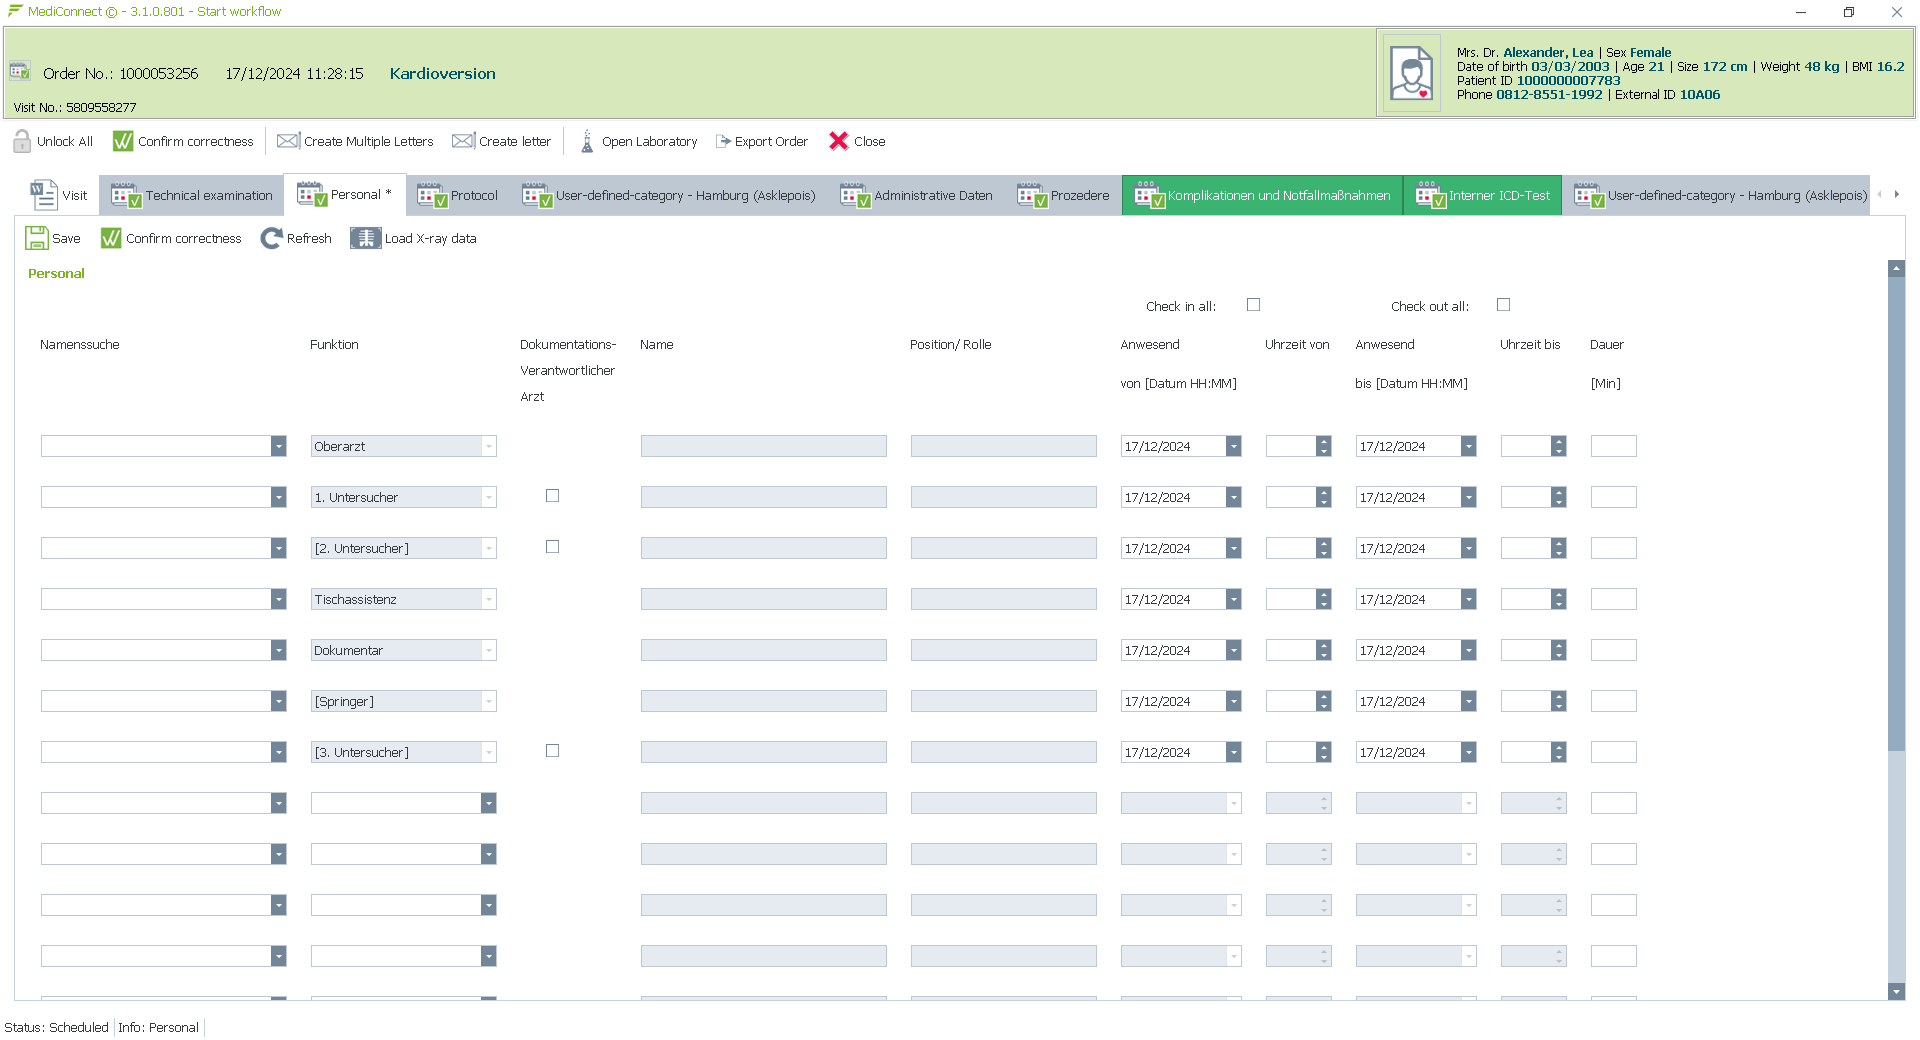 MediConnect © - 3.1.0.801 - Start workflow
Order No.: 1000053256 17/12/2024 11:28:15 Kardioversion
Visit No.: 5809558277
Mrs. Dr. Alexander, Lea | Sex Female
Date of birth 03/03/2003 | Age 21 | Size 172 cm | Weight 48 kg | BMI 16.2
Patient ID 1000000007783
Phone 0812-8551-1992 | External ID 10A06
Unlock All Confirm correctness Create Multiple Letters Create letter Open Laboratory Export Order Close
Visit Technical examination Personal * Protocol User-defined-category - Hamburg (Asklepois) Administrative Daten Prozedere Komplikationen und Notfallmaßnahmen Interner ICD-Test User-defined-category - Hamburg (Asklepois)
Save Confirm correctness Refresh Load X-ray data
Personal
Check in all: Check out all:
Namenssuche Funktion Dokumentations- Name Position/ Rolle Anwesend Uhrzeit von Anwesend Uhrzeit bis Dauer
Verantwortlicher
von [Datum HH:MM] bis [Datum HH:MM] [Min]
Arzt
Oberarzt 17/12/2024 17/12/2024
1. Untersucher 17/12/2024 17/12/2024
[2. Untersucher] 17/12/2024 17/12/2024
Tischassistenz 17/12/2024 17/12/2024
Dokumentar 17/12/2024 17/12/2024
[Springer] 17/12/2024 17/12/2024
[3. Untersucher] 17/12/2024 17/12/2024
Status: Scheduled Info: Personal